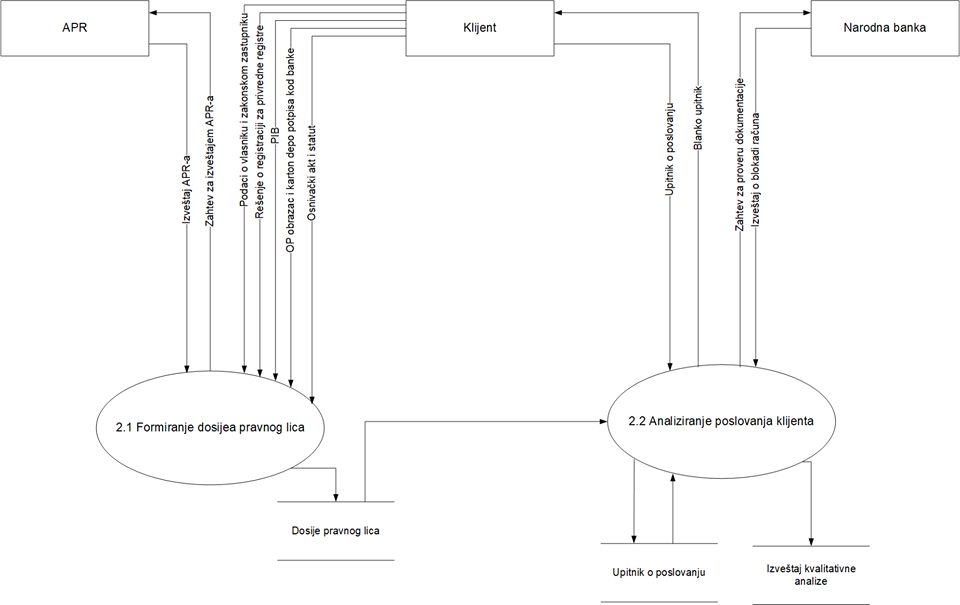 APR
Klijent
Narodna banka
Izveštaj APR-a
Zahtev za izveštajem APR-a
Podaci o vlasniku i zakonskom zastupniku
Rešenje o registraciji za privredne registre
PIB
OP obrazac i karton depo potpisa kod banke
Osnivački akt i statut
Upitnik o poslovanju
Blanko upitnik
Zahtev za proveru dokumentacije
Izveštaj o blokadi računa
2.1 Formiranje dosijea pravnog lica
2.2 Analiziranje poslovanja klijenta
Dosije pravnog lica
Upitnik o poslovanju
Izveštaj kvalitativne
analize